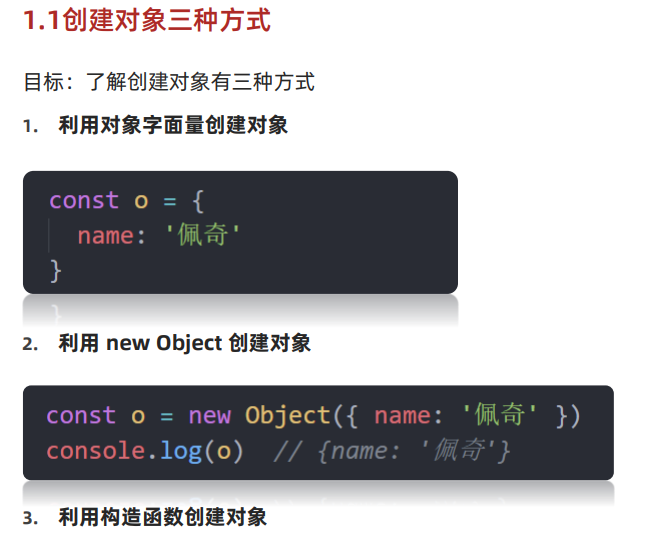 1.1创建对象三种方式
目标：了解创建对象有三种方式
1. 利用对象字面量创建对象
const o = {
  name: '佩奇'
}
2. 利用 new Object 创建对象
const o = new Object({ name: '佩奇' })
console.log(o)  // {name: '佩奇'}
3. 利用构造函数创建对象